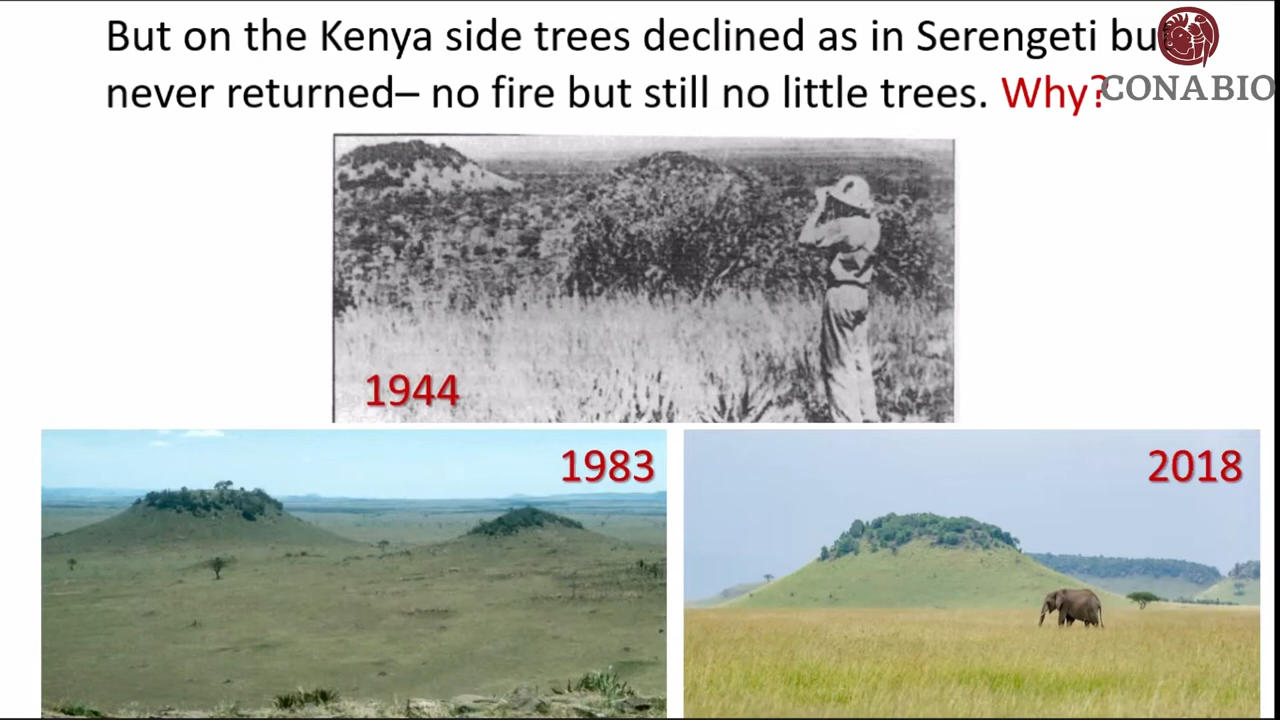 But on the Kenya side trees declined as in Serengeti bu
never returned– no fire but still no little trees. Why?
CONABIO
1944
1983
2018